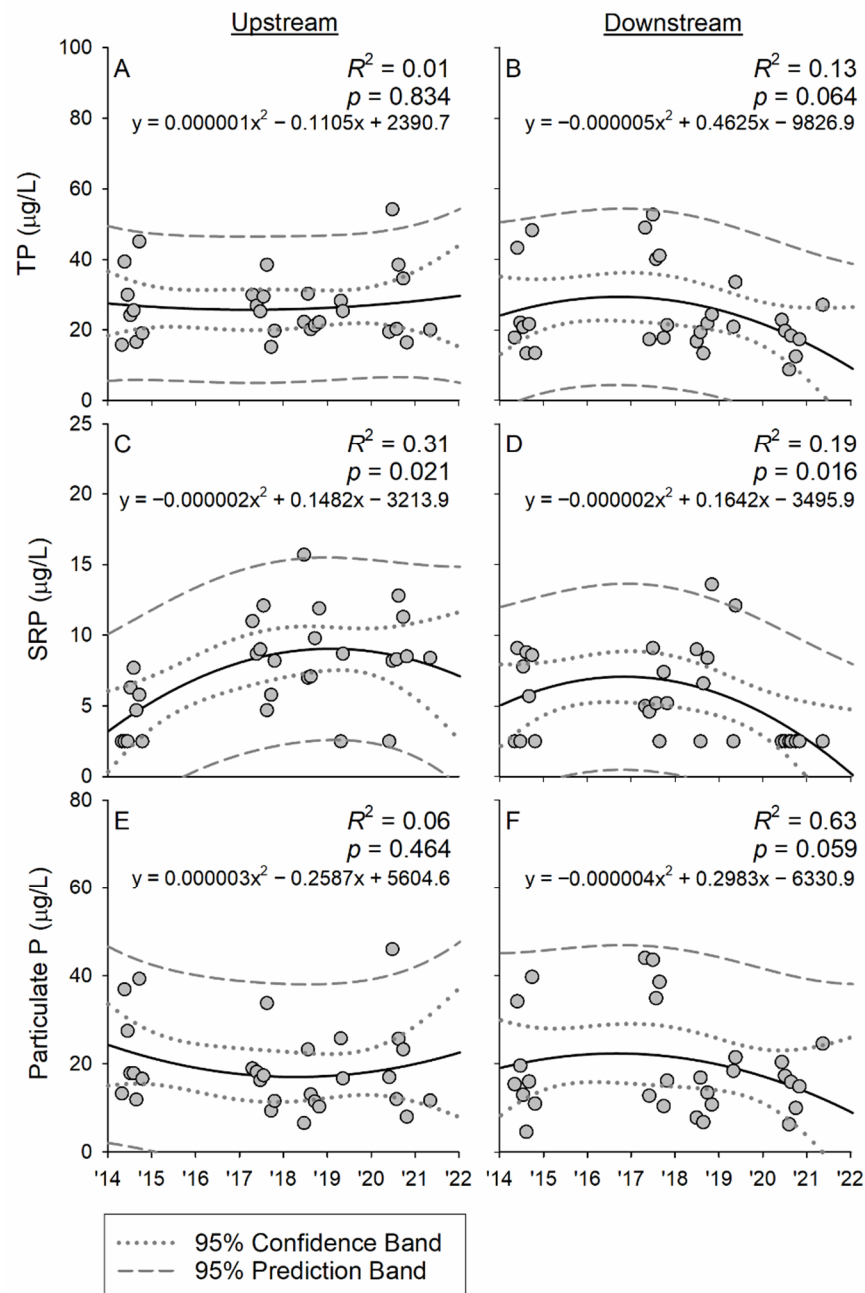 Upstream
Downstream
TP (μg/L)
100
80
60
40
20
0
A
R² = 0.01
p = 0.834
y = 0.000001x² − 0.1105x + 2390.7
B
R² = 0.13
p = 0.064
y = −0.000005x² + 0.4625x − 9826.9
SRP (μg/L)
25
20
15
10
5
0
C
R² = 0.31
p = 0.021
y = −0.000002x² + 0.1482x − 3213.9
D
R² = 0.19
p = 0.016
y = −0.000002x² + 0.1642x − 3495.9
Particulate P (μg/L)
80
60
40
20
0
E
R² = 0.06
p = 0.464
y = 0.000003x² − 0.2587x + 5604.6
F
R² = 0.63
p = 0.059
y = −0.000004x² + 0.2983x − 6330.9
'14 '15 '16 '17 '18 '19 '20 '21 '22
'14 '15 '16 '17 '18 '19 '20 '21 '22
95% Confidence Band
95% Prediction Band